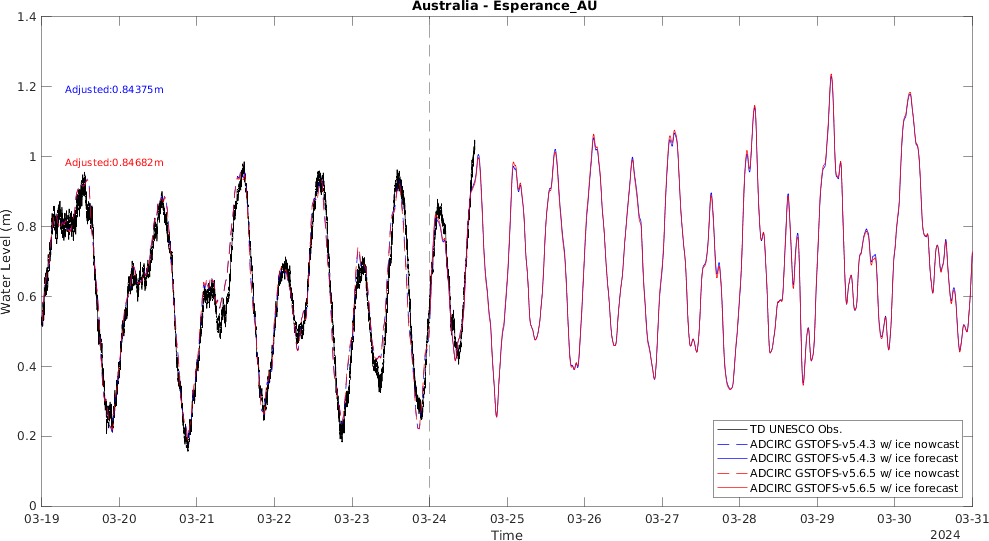 Australia - Esperance_AU
1.4
1.2
1
0.8
0.6
0.4
0.2
0
Water Level (m)
Adjusted:0.84375m
Adjusted:0.84682m
TD UNESCO Obs.
ADCIRC GSTOFS-v5.4.3 w/ ice nowcast
ADCIRC GSTOFS-v5.4.3 w/ ice forecast
ADCIRC GSTOFS-v5.6.5 w/ ice nowcast
ADCIRC GSTOFS-v5.6.5 w/ ice forecast
03-19 03-20 03-21 03-22 03-23 03-24 03-25 03-26 03-27 03-28 03-29 03-30 03-31
Time
2024